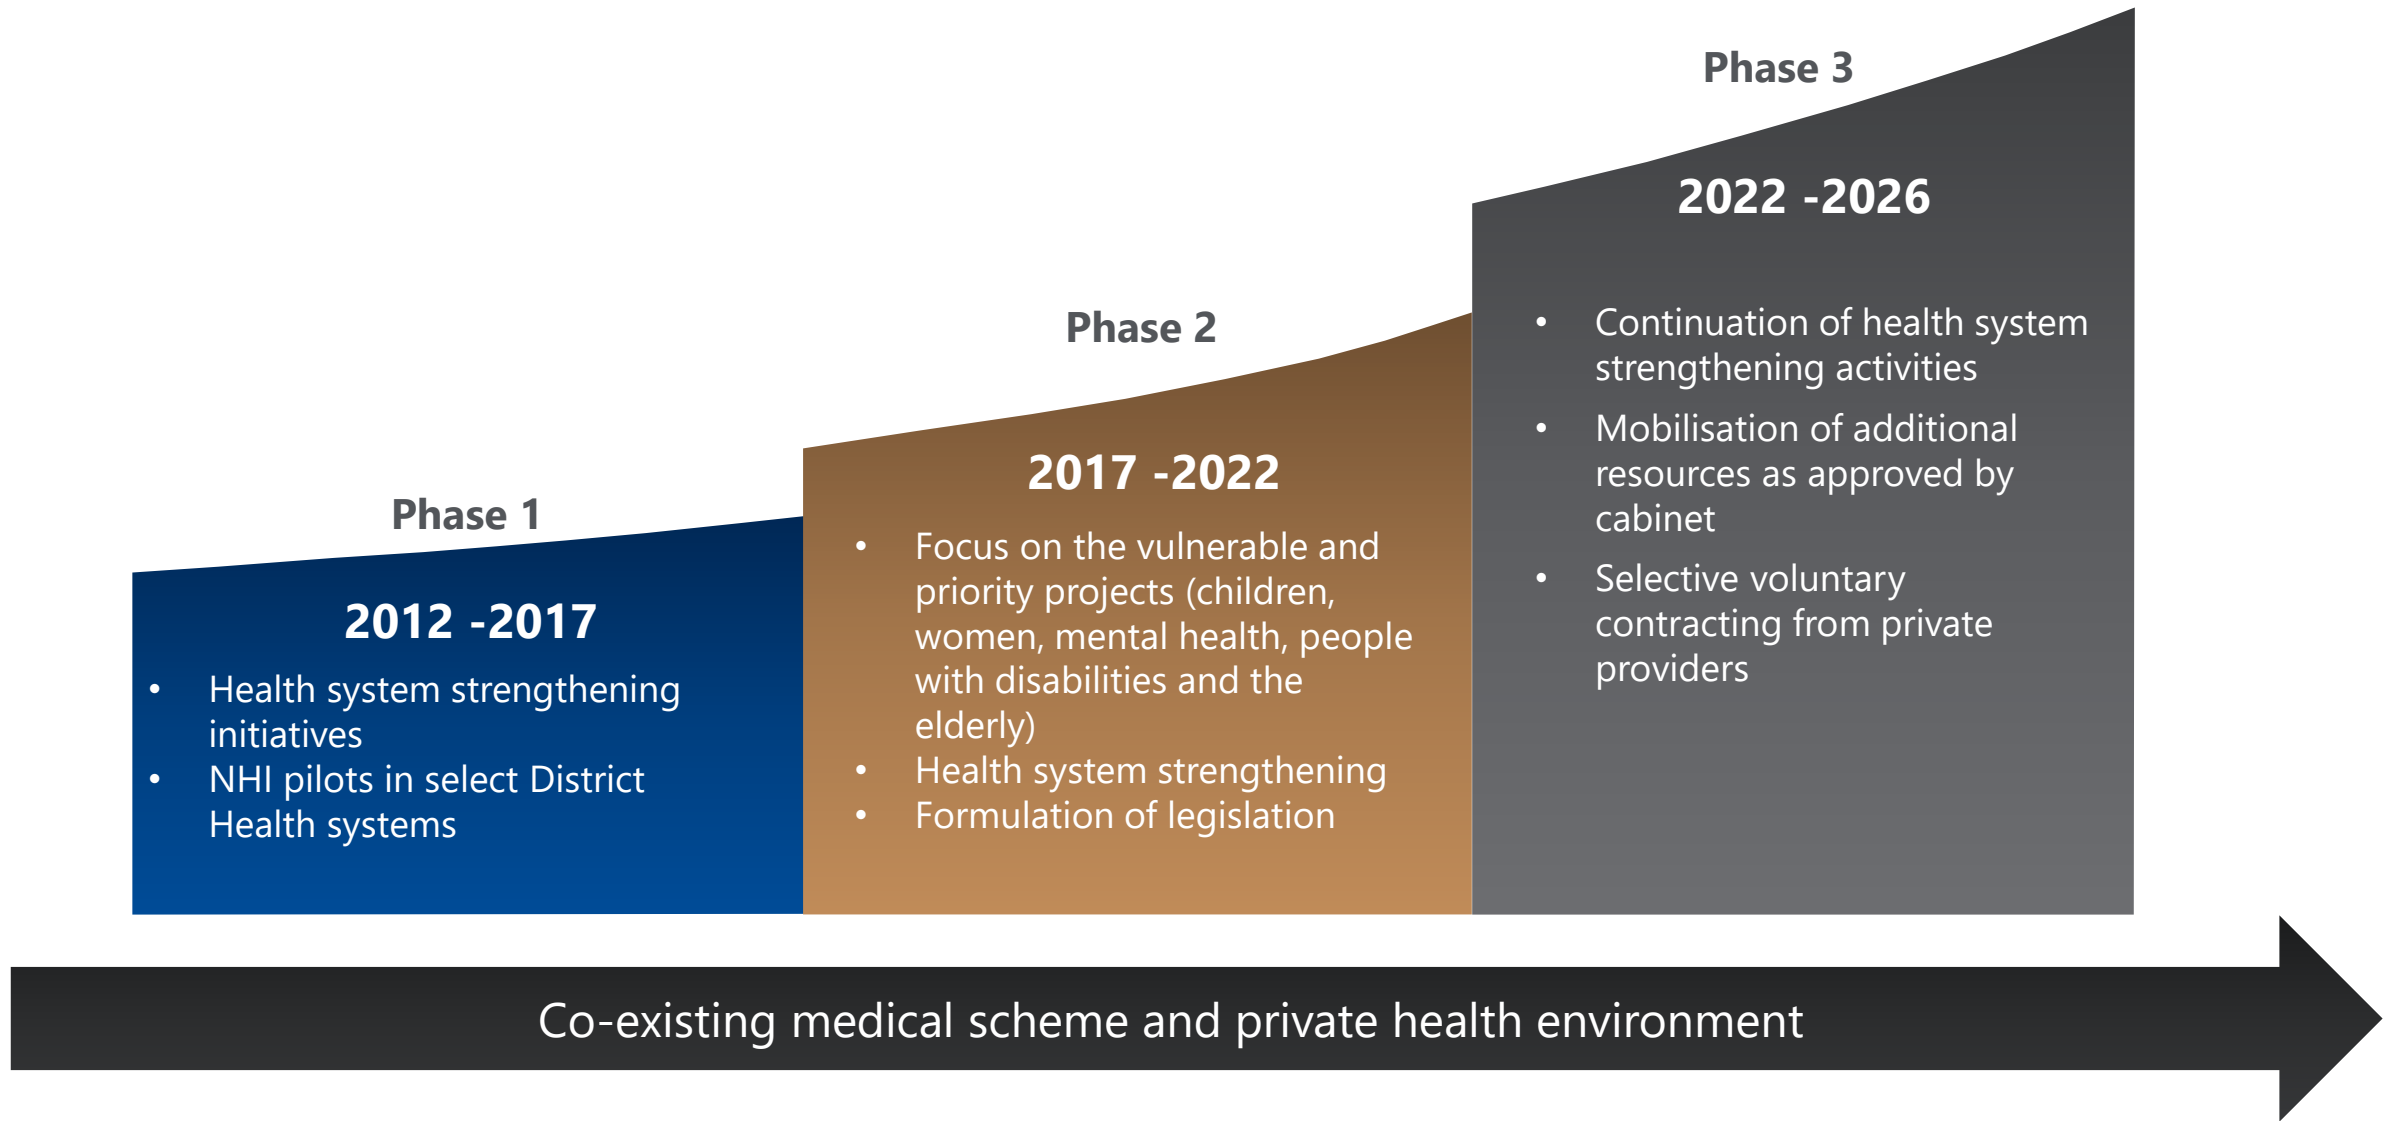 Phase 1
2012 -2017
• Health system strengthening
initiatives
• NHI pilots in select District
Health systems
Phase 2
2017 -2022
• Focus on the vulnerable and
priority projects (children,
women, mental health, people
with disabilities and the
elderly)
• Health system strengthening
• Formulation of legislation
Phase 3
2022 -2026
• Continuation of health system
strengthening activities
• Mobilisation of additional
resources as approved by
cabinet
• Selective voluntary
contracting from private
providers
Co-existing medical scheme and private health environment